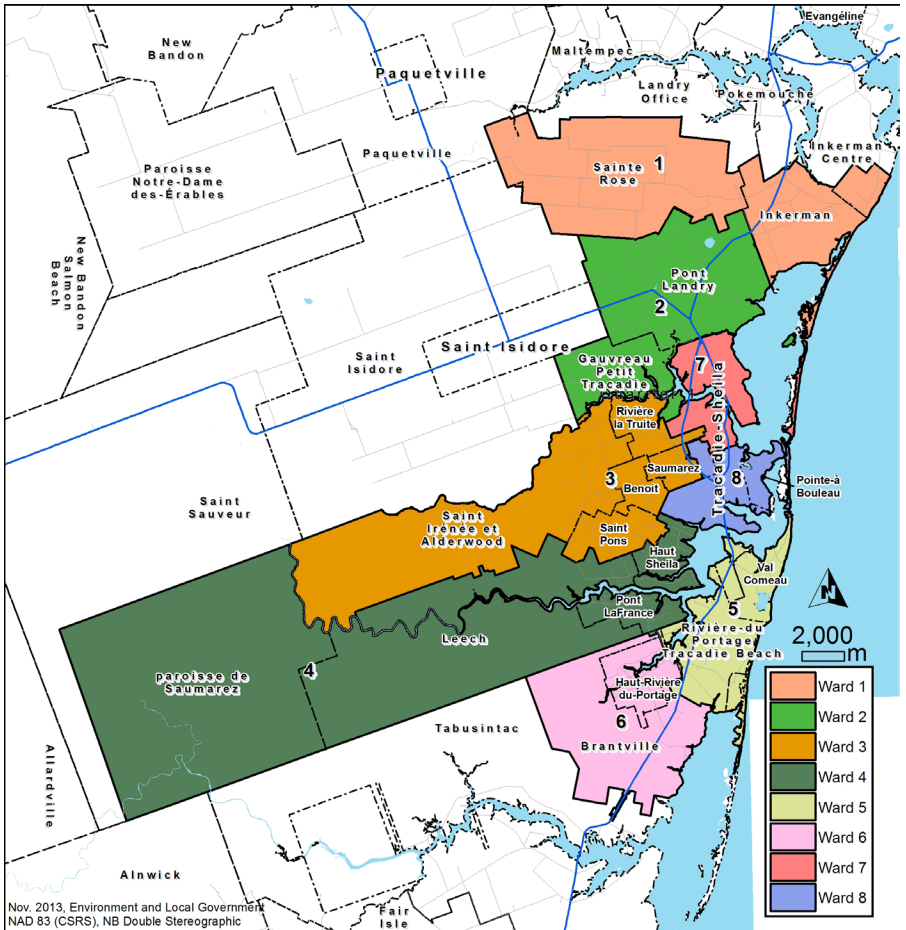 Evangéline
New
Bandon
Maltempec
Paquetville
Landry
Office
Pokemouche
Inkerman
Centre
Paquetville
Paroisse
Notre-Dame
des-Érables
1
Sainte
Rose
Inkerman
New Bandon
Salmon
Beach
Pont
Landry
2
Saint Isidore
Saint
Isidore
Gauvreau
Petit
Tracadie
7
Tracadie-Sheila
Rivière
la Truite
Saumarez
3
Benoit
8
Pointe-à
Bouleau
Saint
Sauveur
Saint
Irénée et
Alderwood
Saint
Pons
Haut
Sheila
Val
Comeau
N
5
Pont
LaFrance
Leech
Rivière-du
Portage
Tracadie Beach
2,000
m
4
paroisse de
Saumarez
Haut-Rivière
du-Portage
6
Brantville
Tabusintac
Allardville
Alnwick
Fair
Isle
Ward 1
Ward 2
Ward 3
Ward 4
Ward 5
Ward 6
Ward 7
Ward 8
Nov. 2013, Environment and Local Government
NAD 83 (CSRS), NB Double Stereographic